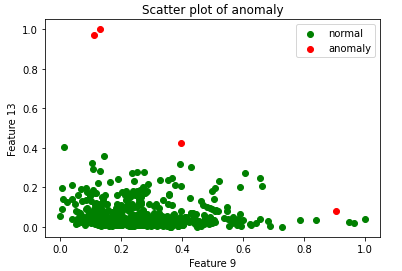 Scatter plot of anomaly
normal
anomaly
Feature 13
1.0
0.8
0.6
0.4
0.2
0.0
0.0 0.2 0.4 0.6 0.8 1.0
Feature 9